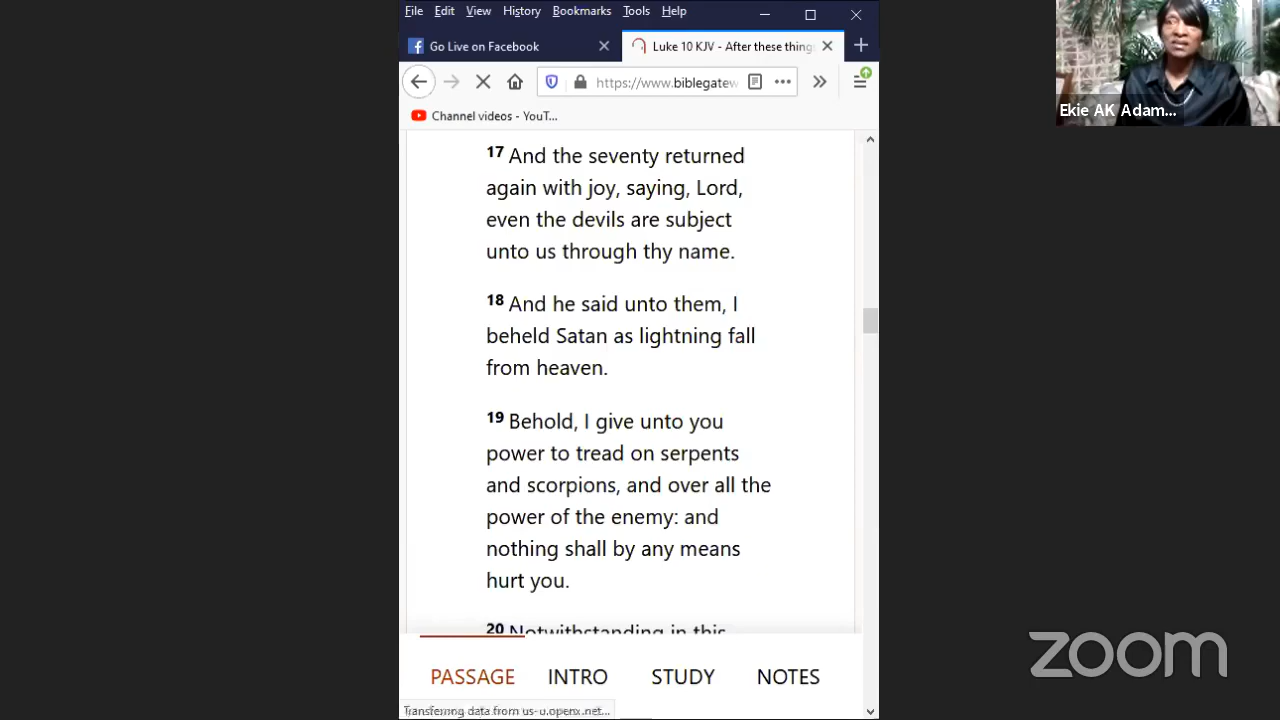 File Edit View History Bookmarks Tools Help
Go Live on Facebook
Luke 10 KJV - After these thing
https://www.biblegatew
Channel videos - YouT...
17 And the seventy returned
again with joy, saying, Lord,
even the devils are subject
unto us through thy name.
18 And he said unto them, I
beheld Satan as lightning fall
from heaven.
19 Behold, I give unto you
power to tread on serpents
and scorpions, and over all the
power of the enemy: and
nothing shall by any means
hurt you.
20 Notwithstanding in this
PASSAGE INTRO STUDY NOTES
Transferring data from us-u.openx.net...
Ekie AK Adam...
zoom